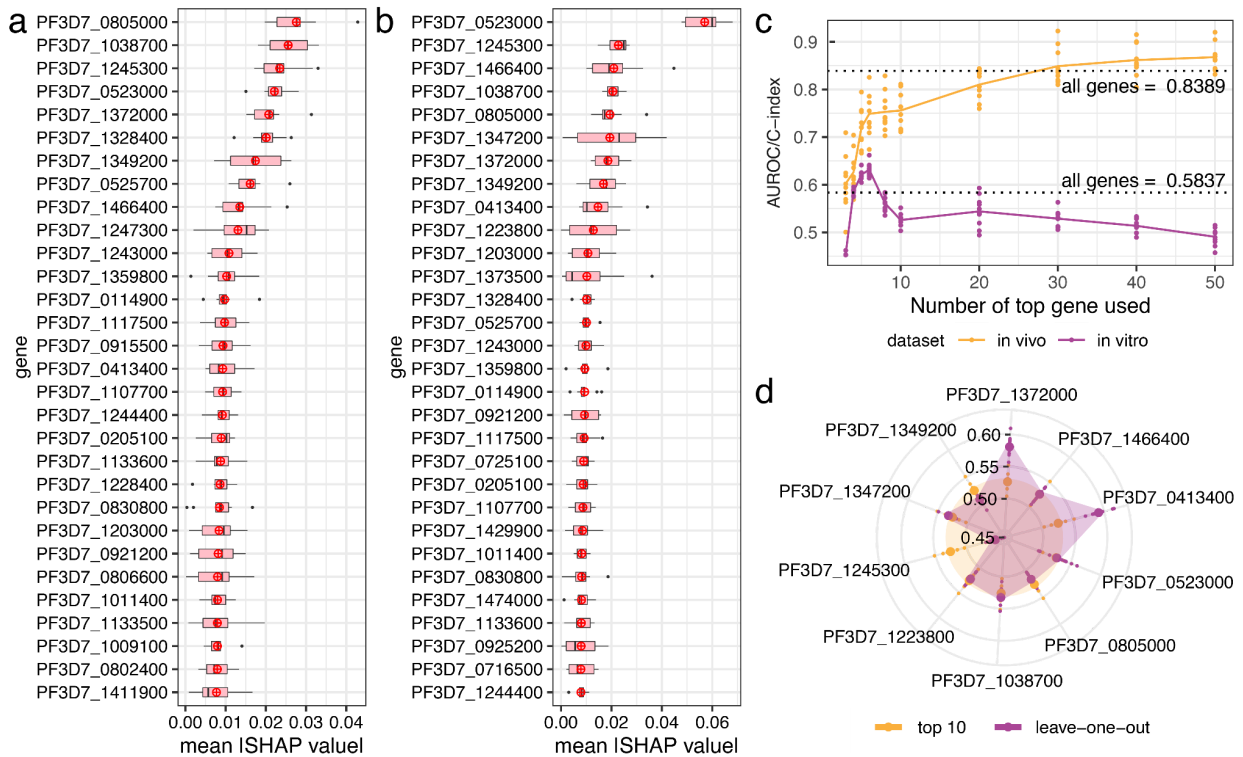 a
PF3D7_0805000
PF3D7_1038700
PF3D7_1245300
PF3D7_0523000
PF3D7_1372000
PF3D7_1328400
PF3D7_1349200
PF3D7_0525700
PF3D7_1466400
PF3D7_1247300
PF3D7_1243000
PF3D7_1359800
PF3D7_0114900
PF3D7_1117500
PF3D7_0915500
PF3D7_0413400
PF3D7_1107700
PF3D7_1244400
PF3D7_0205100
PF3D7_1133600
PF3D7_1228400
PF3D7_0830800
PF3D7_1203000
PF3D7_0921200
PF3D7_0806600
PF3D7_1011400
PF3D7_1133500
PF3D7_1009100
PF3D7_0802400
PF3D7_1411900
gene
0.00 0.01 0.02 0.03 0.04
mean |SHAP value|
b
PF3D7_0523000
PF3D7_1245300
PF3D7_1466400
PF3D7_1038700
PF3D7_0805000
PF3D7_1347200
PF3D7_1372000
PF3D7_1349200
PF3D7_0413400
PF3D7_1223800
PF3D7_1203000
PF3D7_1373500
PF3D7_1328400
PF3D7_0525700
PF3D7_1243000
PF3D7_1359800
PF3D7_0114900
PF3D7_0921200
PF3D7_1117500
PF3D7_0725100
PF3D7_0205100
PF3D7_1107700
PF3D7_1429900
PF3D7_1011400
PF3D7_0830800
PF3D7_1474000
PF3D7_1133600
PF3D7_0925200
PF3D7_0716500
PF3D7_1244400
gene
0.00 0.02 0.04 0.06
mean |SHAP value|
c
AUROC/C-index
0.9
0.8
0.7
0.6
0.5
all genes = 0.8389
all genes = 0.5837
10 20 30 40 50
Number of top gene used
dataset in vivo in vitro
d
PF3D7_1372000
PF3D7_1349200
PF3D7_1466400
PF3D7_1347200
PF3D7_0413400
PF3D7_1245300
PF3D7_0523000
PF3D7_1223800
PF3D7_0805000
PF3D7_1038700
0.60
0.55
0.50
0.45
top 10 leave-one-out